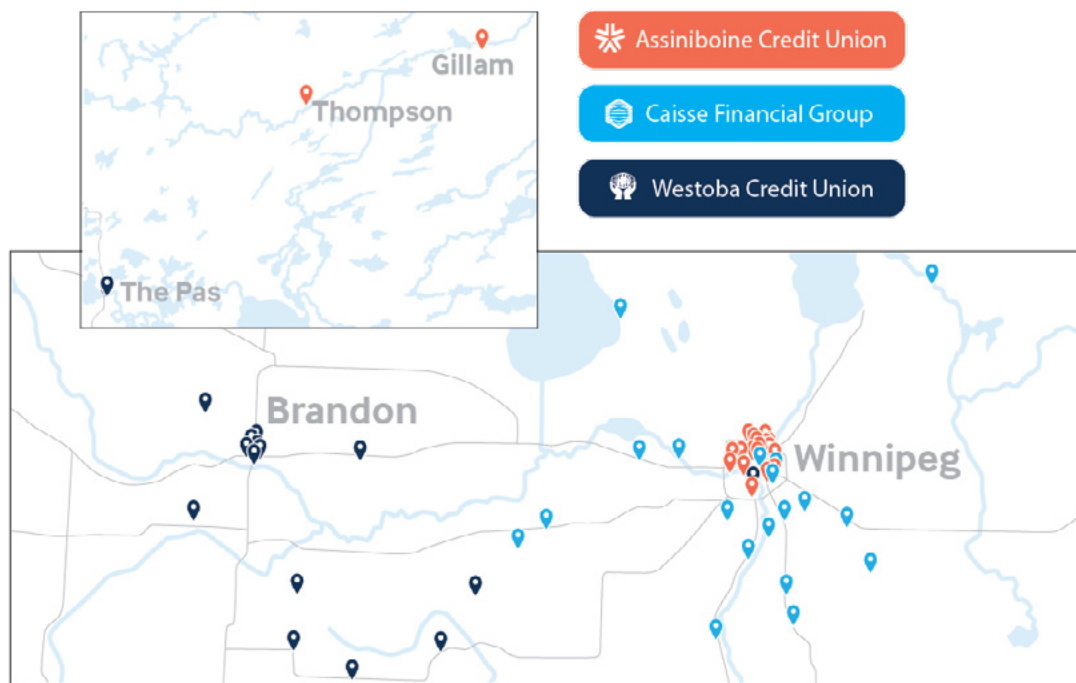 Gillam
Thompson
The Pas
Assiniboine Credit Union
Caisse Financial Group
Westoba Credit Union
Brandon
Winnipeg